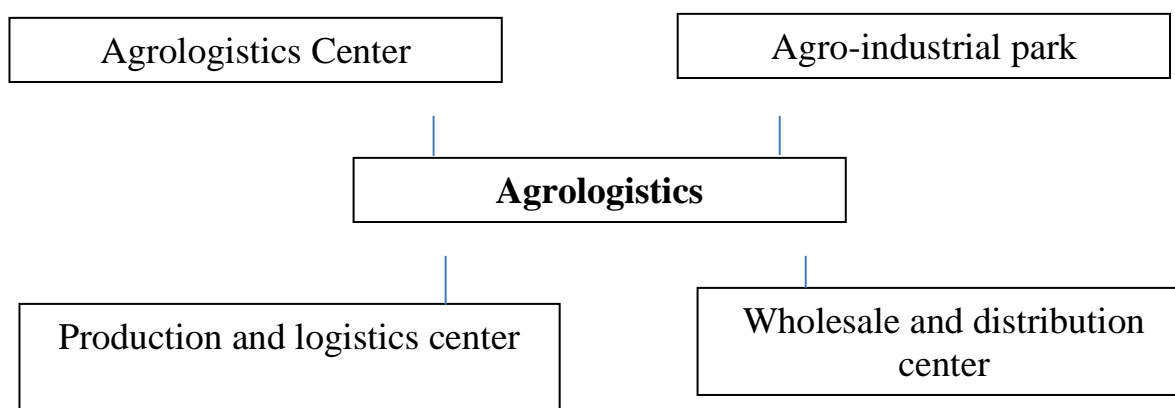 Agrologistics Center
Agro-industrial park
Agrologistics
Production and logistics center
Wholesale and distribution
center